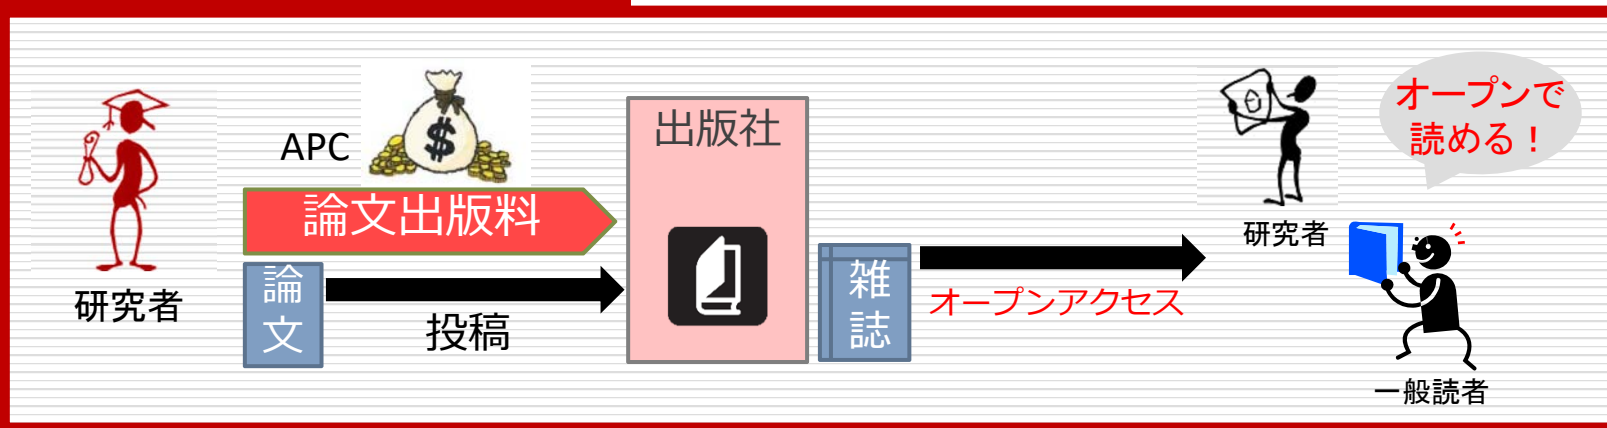 研究者
APC
論文出版料
論
文
投稿
出版社
雑
誌
オープンアクセス
研究者
オープンで
読める！
一般読者